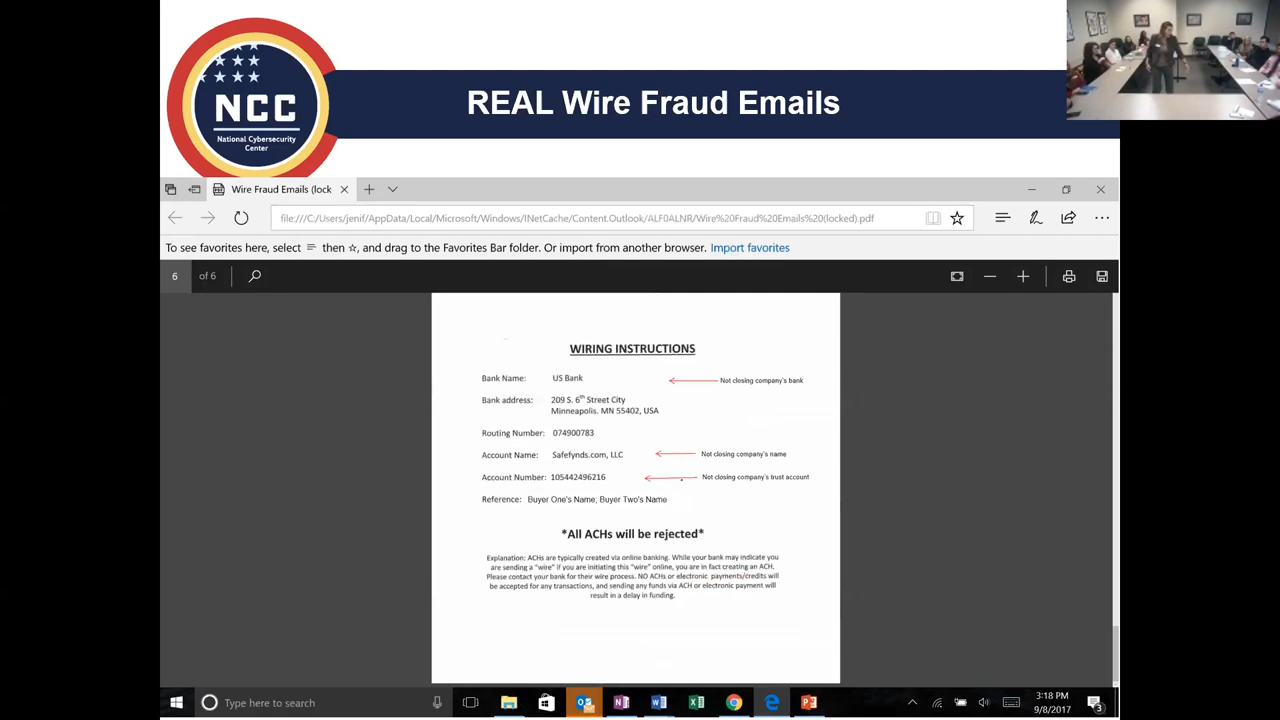 REAL Wire Fraud Emails
NCC
National Cybersecurity
Center
Wire Fraud Emails (lock
file:///C:/Users/jenif/AppData/Local/Microsoft/Windows/INetCache/Content.Outlook/ALF0ALNR/Wire%20Fraud%20Emails%20(locked).pdf
To see favorites here, select then ☆, and drag to the Favorites Bar folder. Or import from another browser. Import favorites
6 of 6
WIRING INSTRUCTIONS
Bank Name: US Bank Not closing company's bank
Bank address: 209 S. 6th Street City
Minneapolis. MN 55402, USA
Routing Number: 074900783
Account Name: Safefynds.com, LLC Not closing company's name
Account Number: 105442496216 Not closing company's trust account
Reference: Buyer One's Name; Buyer Two's Name
*All ACHs will be rejected*
Explanation: ACHs are typically created via online banking. While your bank may indicate you
are sending a "wire" if you are initiating this "wire" online, you are in fact creating an ACH.
Please contact your bank for their wire process. NO ACHs or electronic payments/credits will
be accepted for any transactions, and sending any funds via ACH or electronic payment will
result in a delay in funding.
Type here to search
3:18 PM
9/8/2017
3